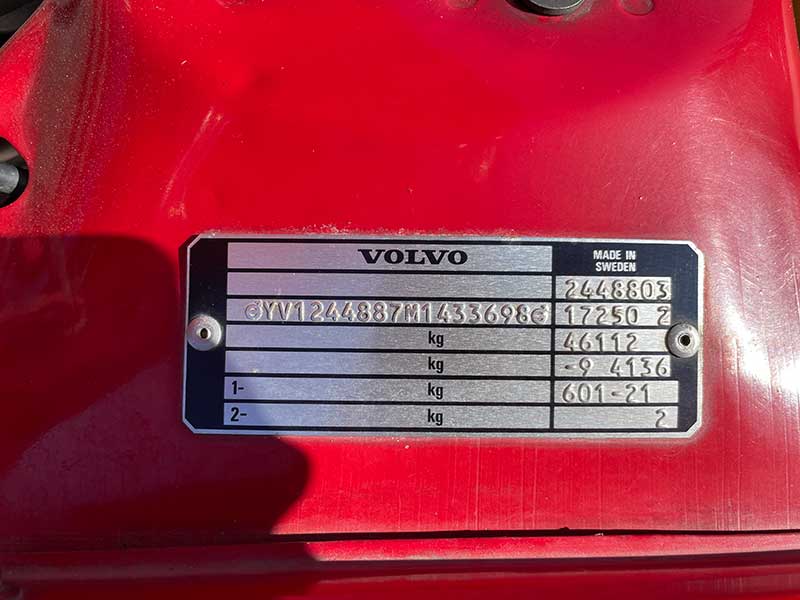 VOLVO
MADE IN
SWEDEN
2448803
YV1244887M1433698 17250 2
kg 46112
kg -9 4136
1- kg 601-21
2- kg 2